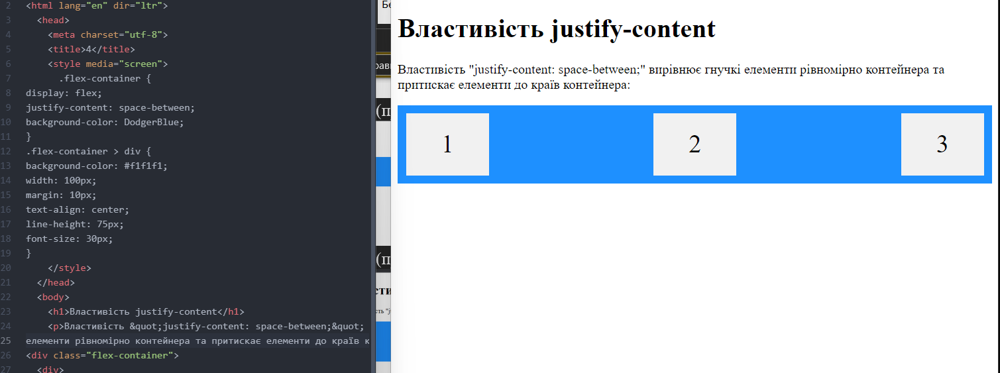 2 <html lang="en" dir="ltr">
3 <head>
4 <meta charset="utf-8">
5 <title>4</title>
6 <style media="screen">
7 .flex-container {
8 display: flex;
9 justify-content: space-between;
10 background-color: DodgerBlue;
11 }
12 .flex-container > div {
13 background-color: #f1f1f1;
14 width: 100px;
15 margin: 10px;
16 text-align: center;
17 line-height: 75px;
18 font-size: 30px;
19 }
20 </style>
21 </head>
22 <body>
23 <h1>Властивість justify-content</h1>
24 <p>Властивість &quot;justify-content: space-between;&quot;
25 елементи рівномірно контейнера та притискає елементи до країв к
26 <div class="flex-container">
27 <div>
Властивість justify-content
Властивість "justify-content: space-between;" вирівнює гнучкі елементи рівномірно контейнера та
притискає елементи до країв контейнера:
1 2 3